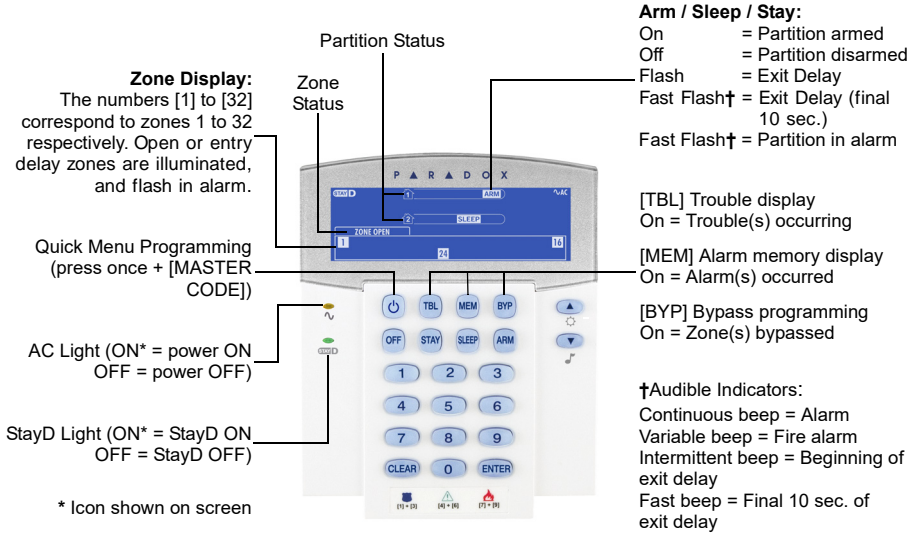 Partition Status
Zone Display:
The numbers [1] to [32]
correspond to zones 1 to 32
respectively. Open or entry
delay zones are illuminated,
and flash in alarm.
Zone
Status
Quick Menu Programming
(press once + [MASTER
CODE])
AC Light (ON* = power ON
OFF = power OFF)
StayD Light (ON* = StayD ON
OFF = StayD OFF)
* Icon shown on screen
PARADOX
STAY D
1
ARM
AC
2
SLEEP
ZONE OPEN
1
16
24
TBL MEM BYP
OFF STAY SLEEP ARM
1 2 3
4 5 6
7 8 9
CLEAR 0 ENTER
[1] + [3] [4] + [6] [7] + [9]
STAY D
Arm / Sleep / Stay:
On = Partition armed
Off = Partition disarmed
Flash = Exit Delay
Fast Flash† = Exit Delay (final
10 sec.)
Fast Flash† = Partition in alarm
[TBL] Trouble display
On = Trouble(s) occurring
[MEM] Alarm memory display
On = Alarm(s) occurred
[BYP] Bypass programming
On = Zone(s) bypassed
†Audible Indicators:
Continuous beep = Alarm
Variable beep = Fire alarm
Intermittent beep = Beginning of
exit delay
Fast beep = Final 10 sec. of
exit delay